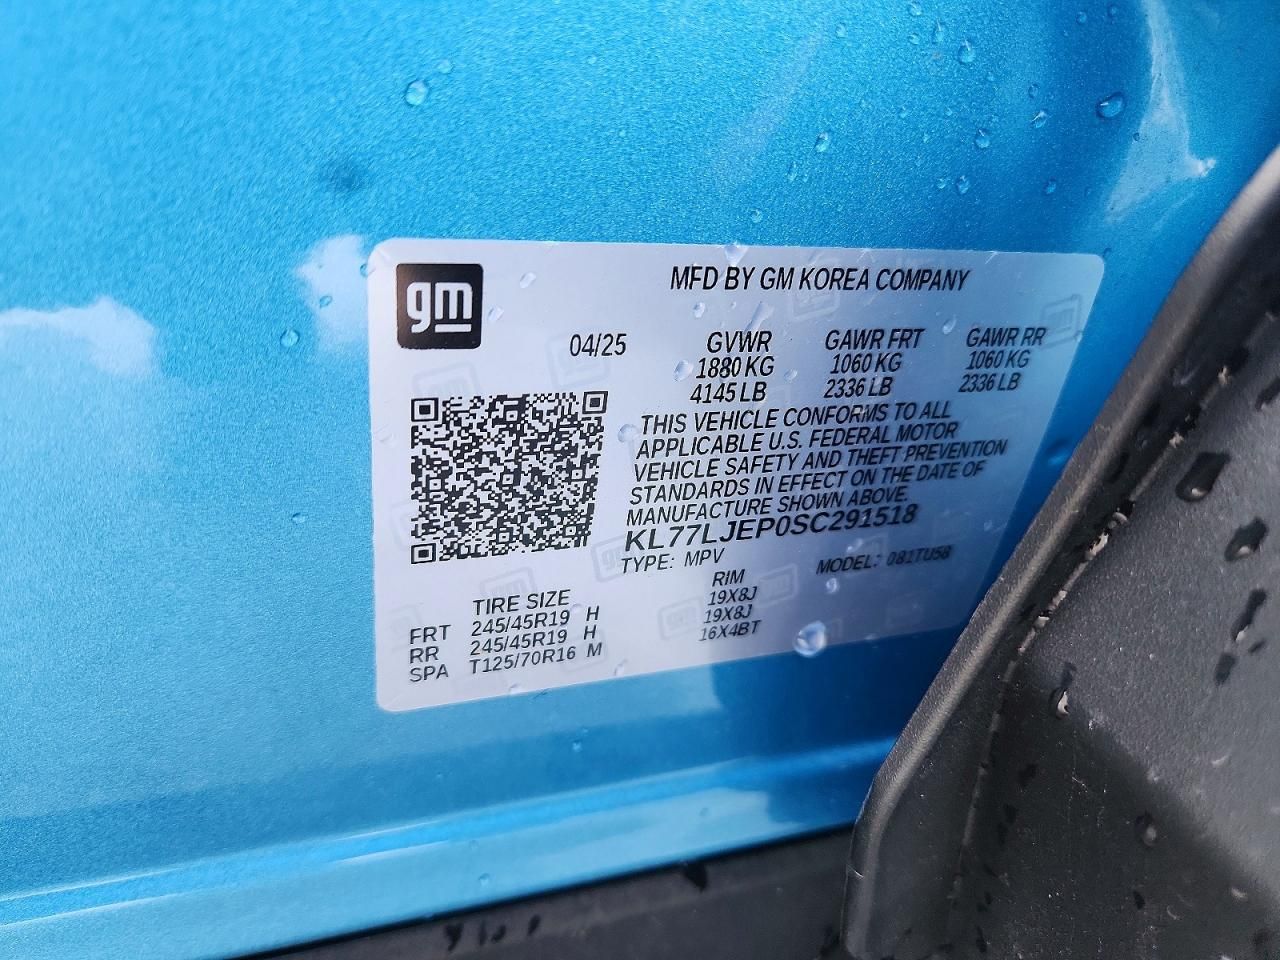 gm
MFD BY GM KOREA COMPANY
04/25
GVWR GAWR FRT GAWR RR
1880 KG 1060 KG 1060 KG
4145 LB 2336 LB 2336 LB
THIS VEHICLE CONFORMS TO ALL
APPLICABLE U.S. FEDERAL MOTOR
VEHICLE SAFETY AND THEFT PREVENTION
STANDARDS IN EFFECT ON THE DATE OF
MANUFACTURE SHOWN ABOVE.
KL77LJEP0SC291518
TYPE: MPV MODEL: 081TU58
TIRE SIZE RIM
FRT 245/45R19 H 19X8J
RR 245/45R19 H 19X8J
SPA T125/70R16 M 16X4BT